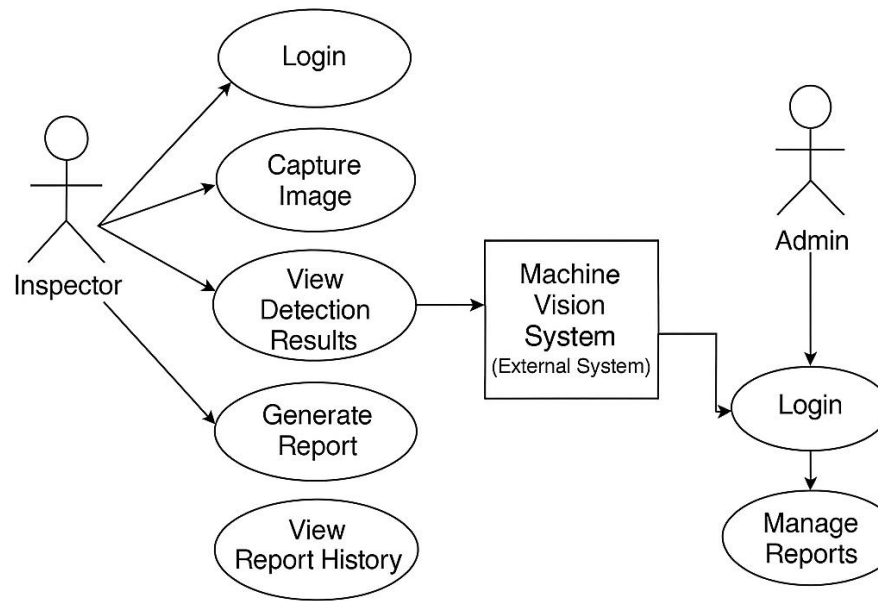 Login
Capture
Image
Inspector
View
Detection
Results
Generate
Report
View
Report History
Machine
Vision
System
(External System)
Admin
Login
Manage
Reports